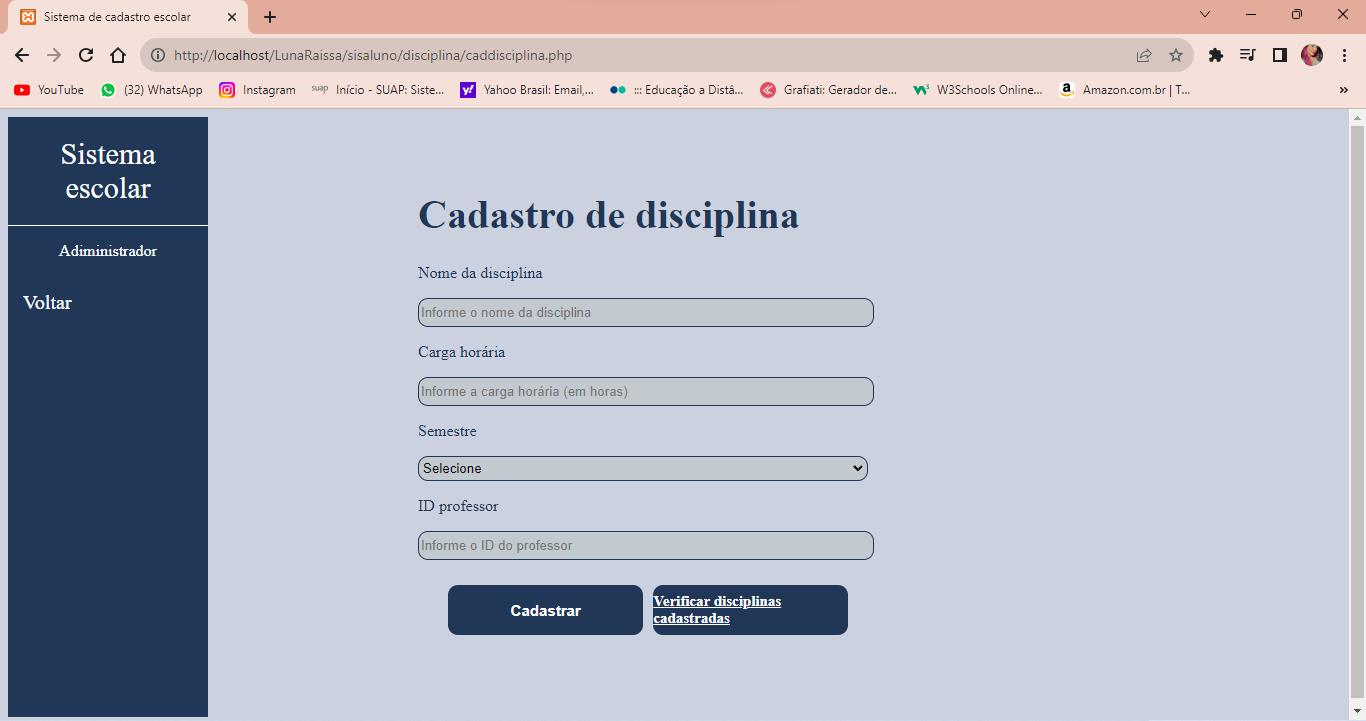 Sistema de cadastro escolar
http://localhost/LunaRaissa/sisaluno/disciplina/caddisciplina.php
YouTube (32) WhatsApp Instagram suap Início - SUAP: Siste... Yahoo Brasil: Email,... ::: Educação a Distâ... Grafiati: Gerador de... W3Schools Online... Amazon.com.br | T...
Sistema
escolar
Adiministrador
Voltar
Cadastro de disciplina
Nome da disciplina
Informe o nome da disciplina
Carga horária
Informe a carga horária (em horas)
Semestre
Selecione
ID professor
Informe o ID do professor
Cadastrar
Verificar disciplinas
cadastradas